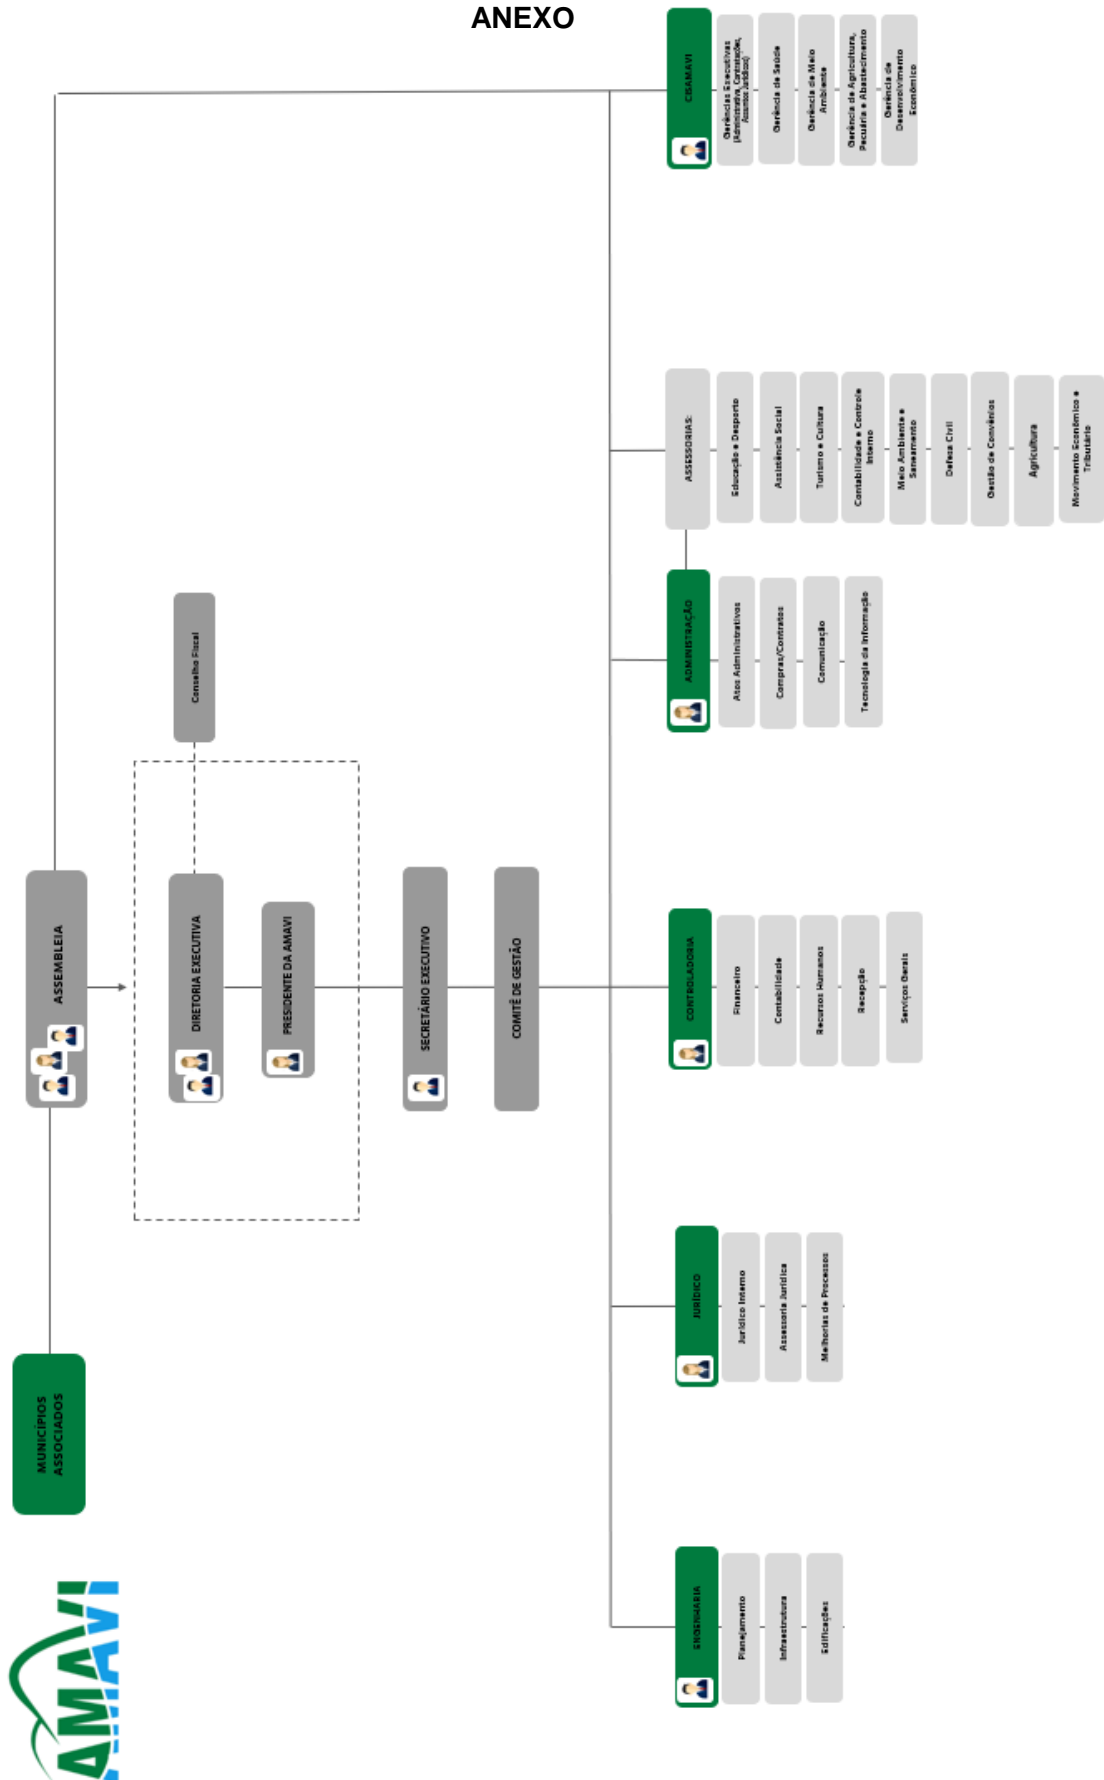 ANEXO
AMAVI
MUNICÍPIOS
ASSOCIADOS
ASSEMBLEIA
DIRETORIA EXECUTIVA
PRESIDENTE DA AMAVI
Conselho Fiscal
SECRETÁRIO EXECUTIVO
COMITÊ DE GESTÃO
ENGENHARIA
Planejamento
Infraestrutura
Edificações
JURÍDICO
Jurídico Interno
Assessoria Jurídica
Melhorias de Processos
CONTROLADORIA
Financeiro
Contabilidade
Recursos Humanos
Recepção
Serviços Gerais
ADMINISTRAÇÃO
Atos Administrativos
Compras/Contratos
Comunicação
Tecnologia da Informação
ASSESSORIAS:
Educação e Desporto
Assistência Social
Turismo e Cultura
Contabilidade e Controle
Interno
Meio Ambiente e
Saneamento
Defesa Civil
Gestão de Convênios
Agricultura
Movimento Econômico e
Tributário
CISAMAVI
Gerências Executivas
(Administrativa, Contratações,
Assuntos Jurídicos)
Gerência de Saúde
Gerência de Meio
Ambiente
Gerência de Agricultura,
Pecuária e Abastecimento
Gerência de
Desenvolvimento
Econômico